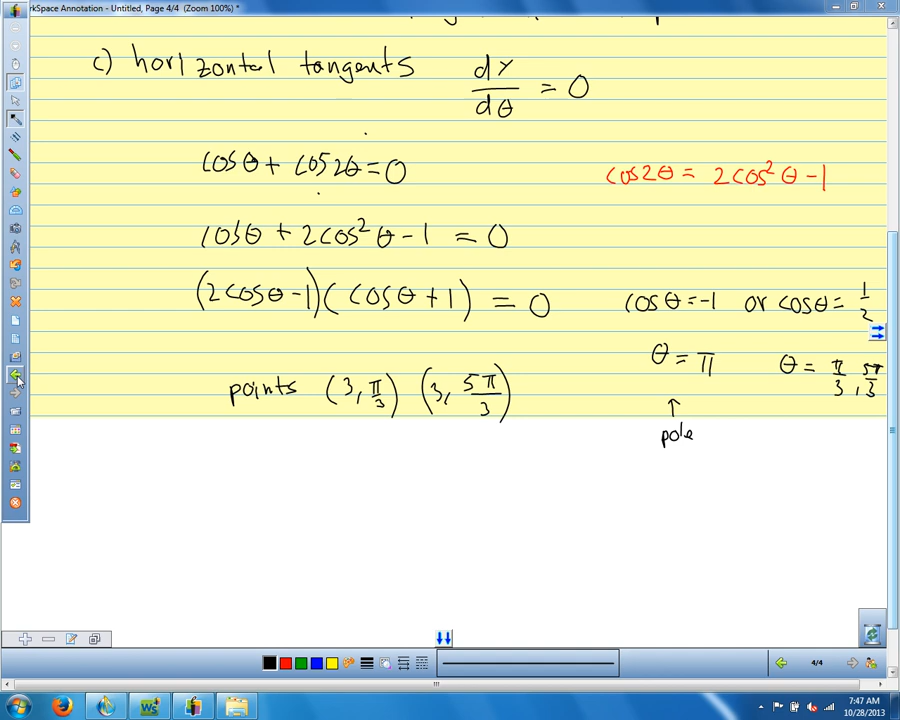 rkSpace Annotation - Untitled, Page 4/4 (Zoom 100%) *
c) horizontal tangents dy/dθ = 0
cosθ + cos2θ = 0
cos2θ = 2cos²θ - 1
cosθ + 2cos²θ - 1 = 0
(2cosθ - 1)(cosθ + 1) = 0
cosθ = -1 or cosθ = 1/2
θ = π θ = π/3, 5π/3
points (3, π/3) (3, 5π/3)
↑
pole
4/4
7:47 AM
10/28/2013